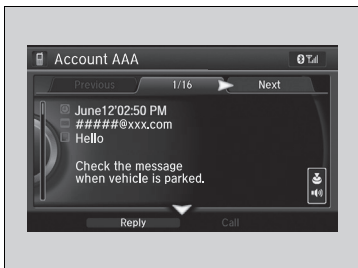 Account AAA
Previous 1/16 Next
June12'02:50 PM
#####@xxx.com
Hello
Check the message
when vehicle is parked.
Reply Call